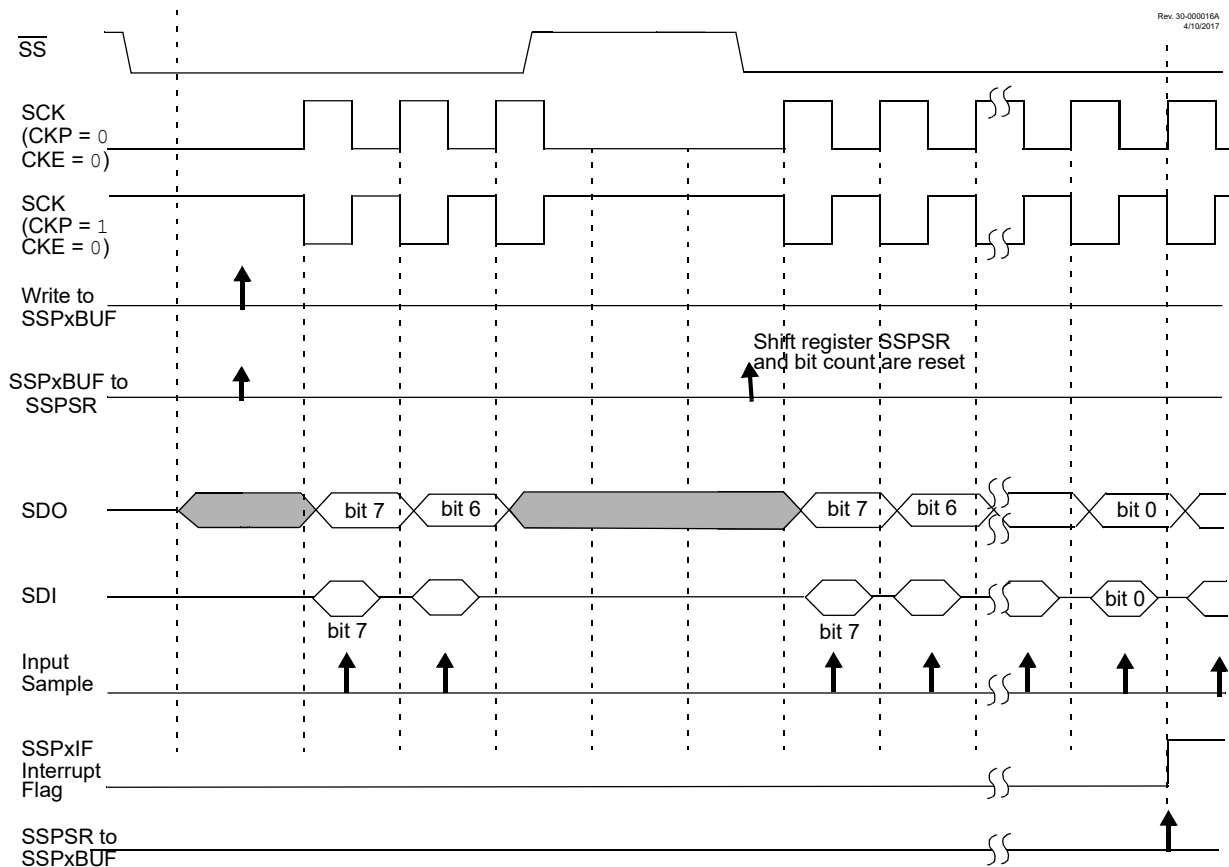 Rev. 30-000016A
4/10/2017
SS
SCK
(CKP = 0
CKE = 0)
SCK
(CKP = 1
CKE = 0)
Write to
SSPxBUF
Shift register SSPSR
and bit count are reset
SSPxBUF to
SSPSR
SDO
bit 7
bit 6
bit 7
bit 6
bit 0
SDI
bit 7
bit 7
bit 0
Input
Sample
SSPxIF
Interrupt
Flag
SSPSR to
SSPxBUF